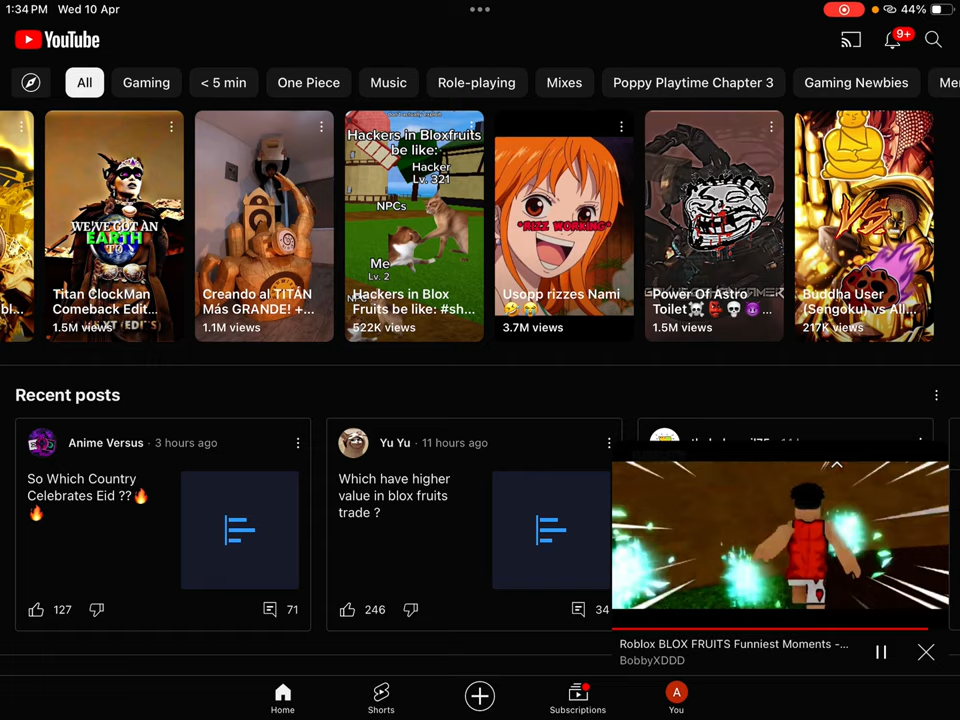 1:34 PM Wed 10 Apr
44%
YouTube
9+
All
Gaming
< 5 min
One Piece
Music
Role-playing
Mixes
Poppy Playtime Chapter 3
Gaming Newbies
Me
bl...
WE'VE GOT AN
EARTH
TO
Titan ClockMan
Comeback Edit...
1.5M views
Creando al TITÁN
Más GRANDE! +...
1.1M views
Hackers in Bloxfruits
be like:
Hacker
Lv. 321
NPCs
Me
Lv. 2
Hackers in Blox
Fruits be like: #sh...
522K views
*RIZZ WORKING*
Usopp rizzes Nami
🤣😭
3.7M views
Power Of Astro
Toilet☠️👺💀😈...
1.5M views
VS
Buddha User
(Sengoku) vs All...
217K views
Recent posts
Anime Versus · 3 hours ago
So Which Country
Celebrates Eid ??🔥
🔥
127
71
Yu Yu · 11 hours ago
Which have higher
value in blox fruits
trade ?
246
34
Roblox BLOX FRUITS Funniest Moments -...
BobbyXDDD
Home
Shorts
Subscriptions
A
You